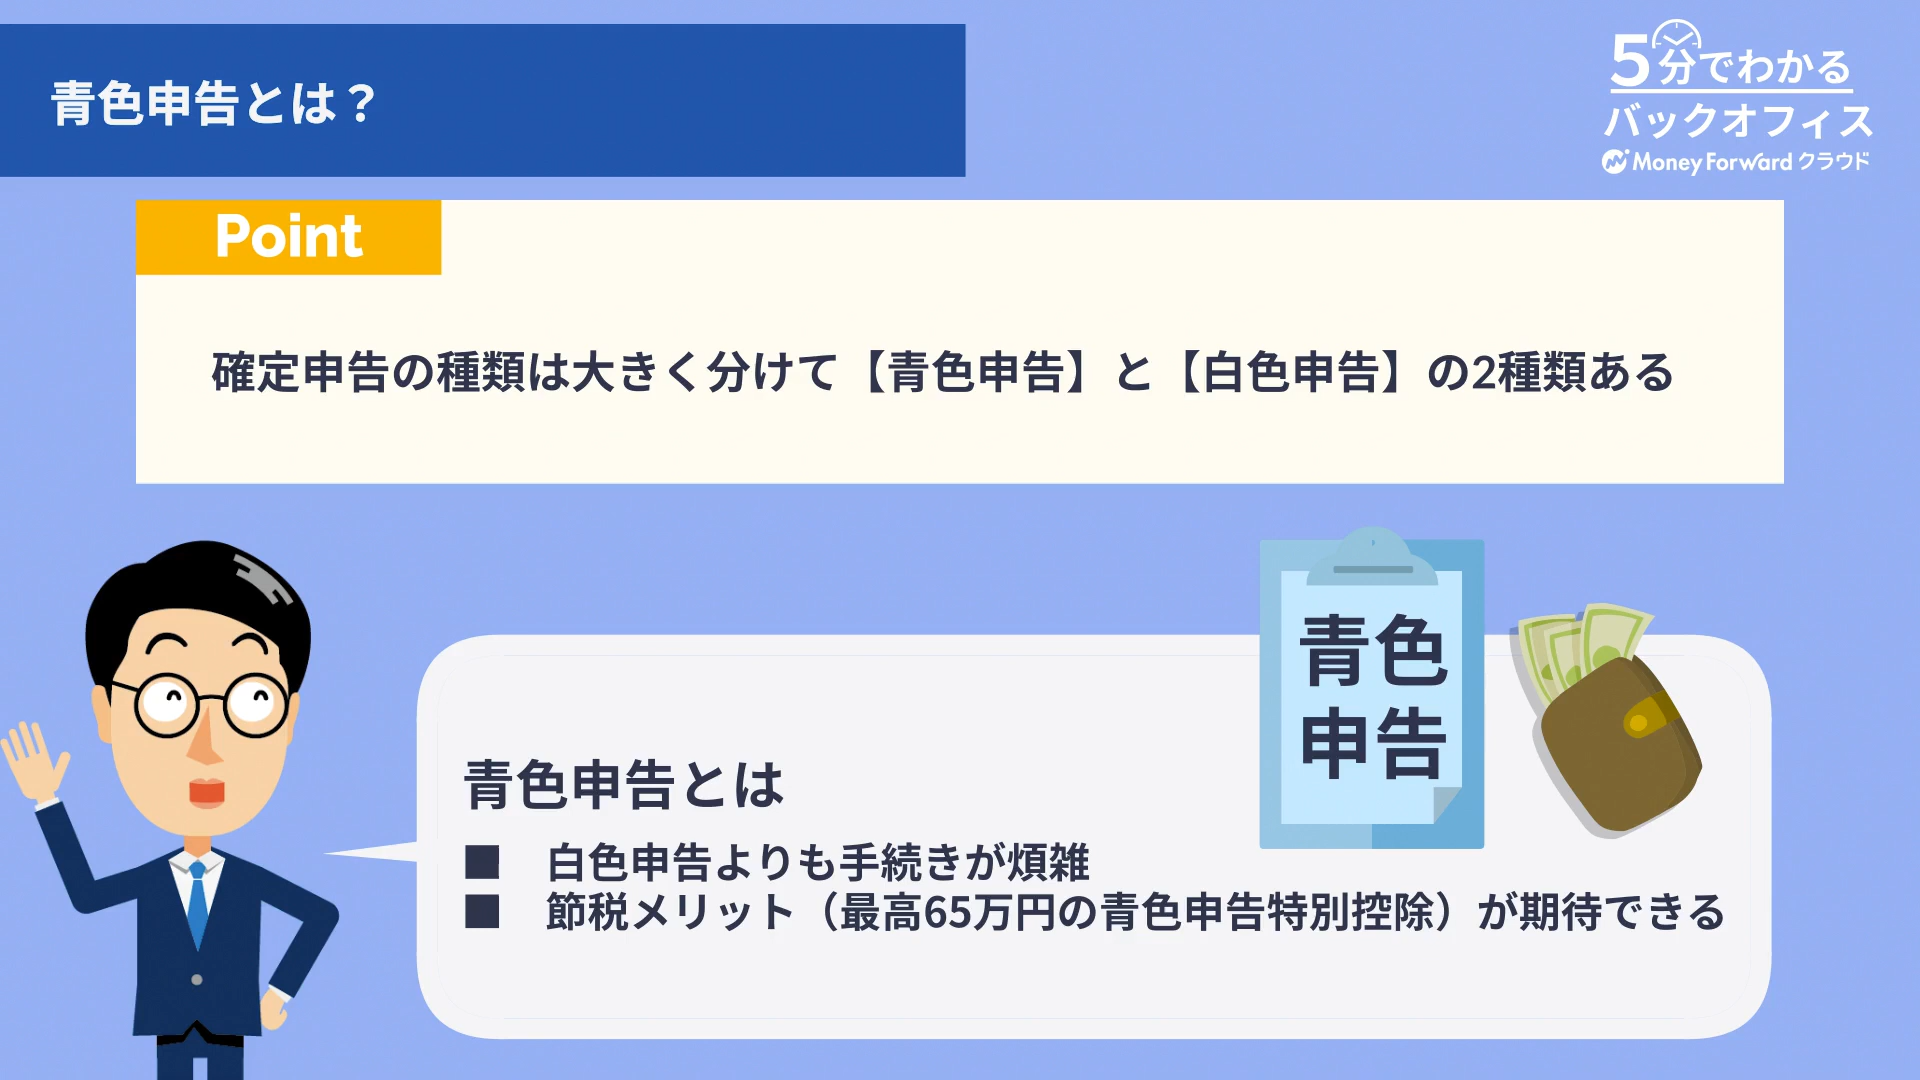 青色申告とは？
5分でわかる
バックオフィス
Money Forward クラウド
Point
確定申告の種類は大きく分けて【青色申告】と【白色申告】の2種類ある
青色
申告
青色申告とは
■ 白色申告よりも手続きが煩雑
■ 節税メリット（最高65万円の青色申告特別控除）が期待できる